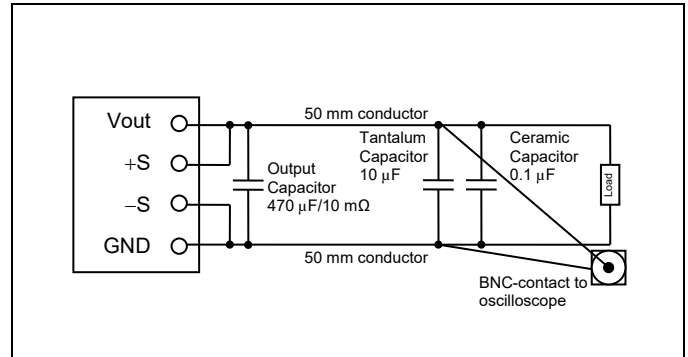 Vout
+S
−S
GND
50 mm conductor
Output
Capacitor
470 μF/10 mΩ
Tantalum
Capacitor
10 μF
Ceramic
Capacitor
0.1 μF
Load
50 mm conductor
BNC-contact to
oscilloscope